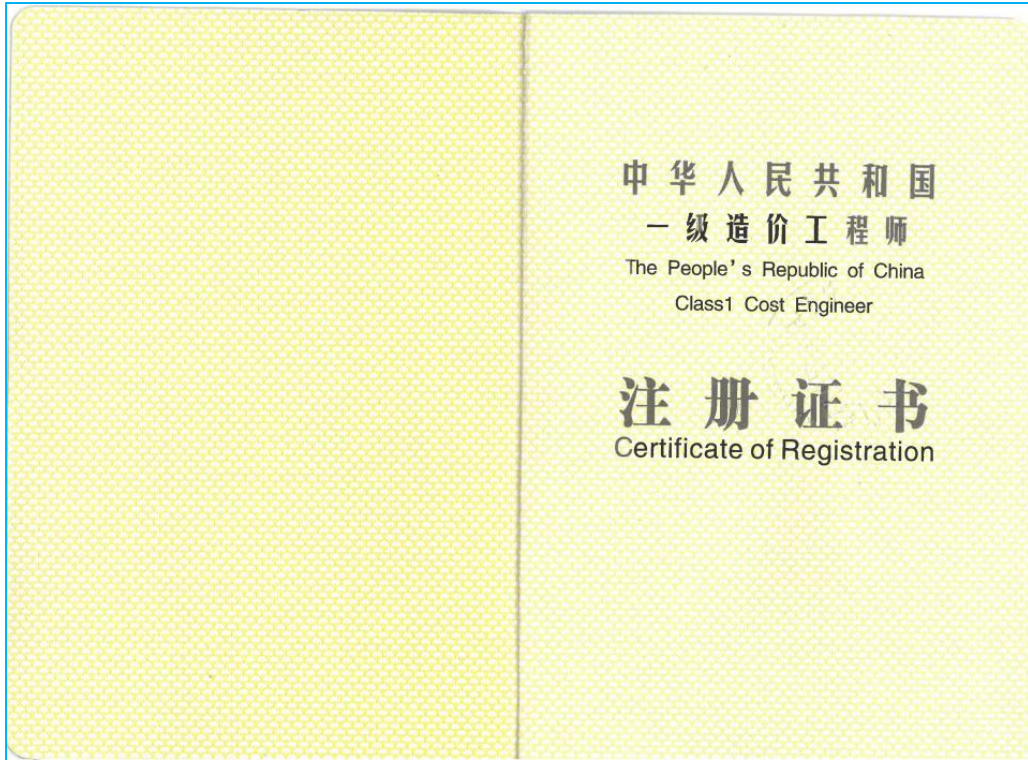 中华人民共和国
一级造价工程师
The People's Republic of China
Class1 Cost Engineer
注册证书
Certificate of Registration